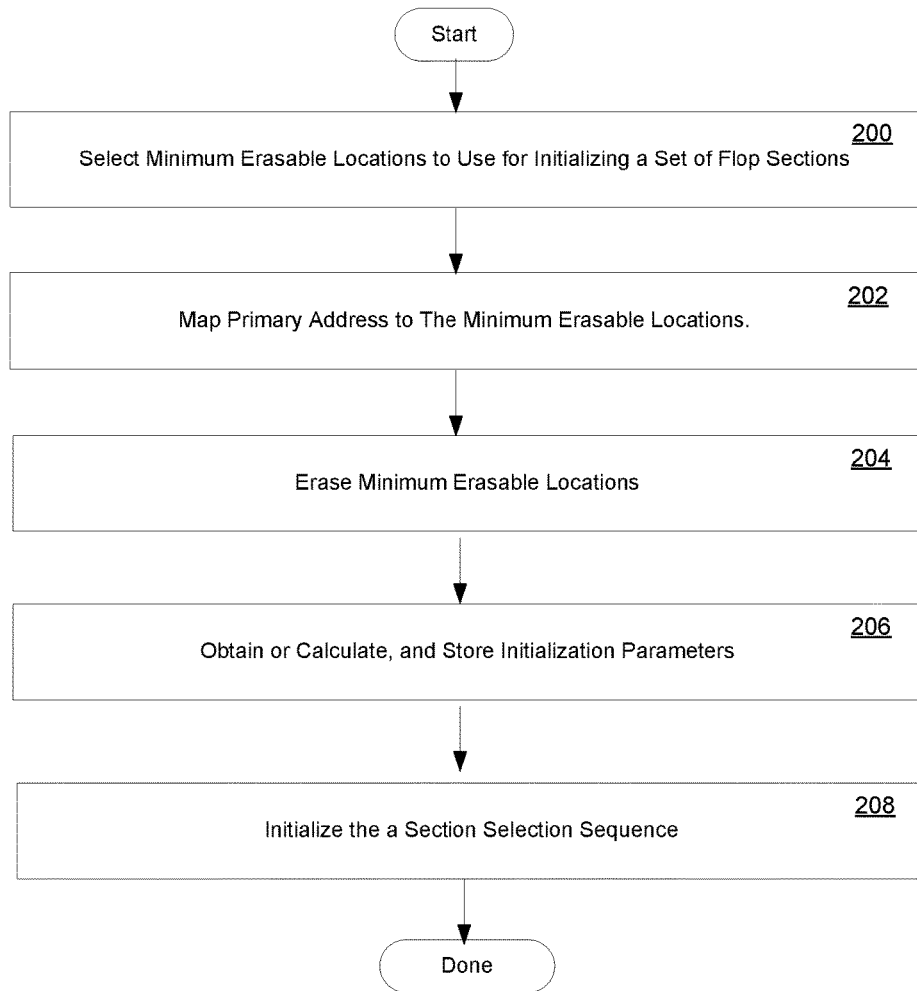 Start
200
Select Minimum Erasable Locations to Use for Initializing a Set of Flop Sections
202
Map Primary Address to The Minimum Erasable Locations.
204
Erase Minimum Erasable Locations
206
Obtain or Calculate, and Store Initialization Parameters
208
Initialize the a Section Selection Sequence
Done